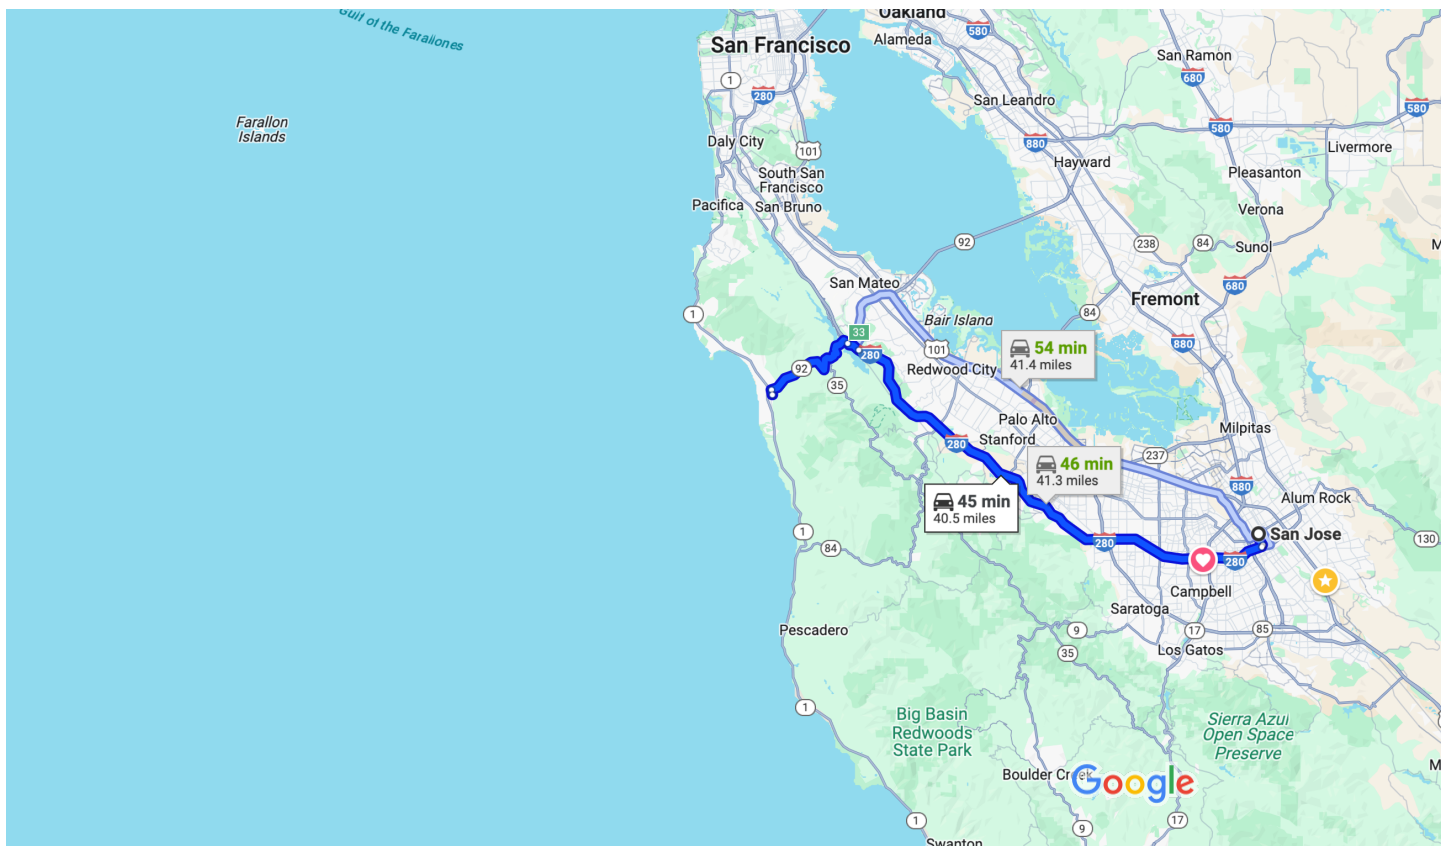 Gulf of the Farallones
Oakland
580
San Francisco
Alameda
San Ramon
680
1
280
San Leandro
580
Farallon
Islands
580
Daly City
101
880
Livermore
Hayward
South San
Francisco
Pleasanton
Pacifica
San Bruno
Verona
92
238
84
Sunol
San Mateo
680
Fremont
1
Bair Island
84
33
880
280
101
54 min
41.4 miles
92
Redwood City
35
Palo Alto
Milpitas
280
Stanford
237
46 min
41.3 miles
880
Alum Rock
45 min
40.5 miles
1
San Jose
130
84
280
280
Campbell
Saratoga
Pescadero
9
17
85
35
Los Gatos
1
Big Basin
Redwoods
State Park
Sierra Azul
Open Space
Preserve
Boulder Creek
Google
1
9
17
Swanton